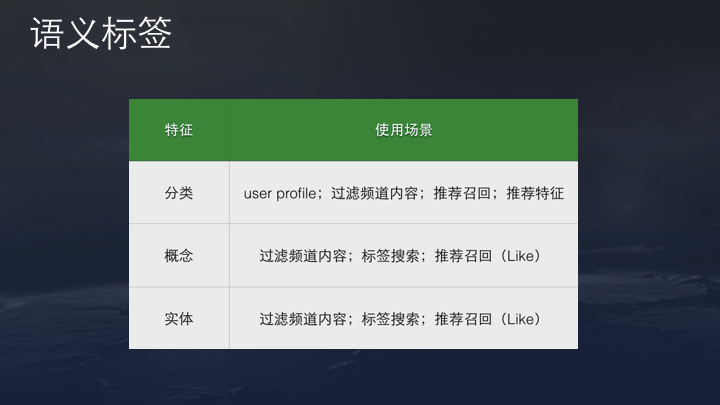 语义标签
特征 使用场景
分类 user profile；过滤频道内容；推荐召回；推荐特征
概念 过滤频道内容；标签搜索；推荐召回（Like）
实体 过滤频道内容；标签搜索；推荐召回（Like）